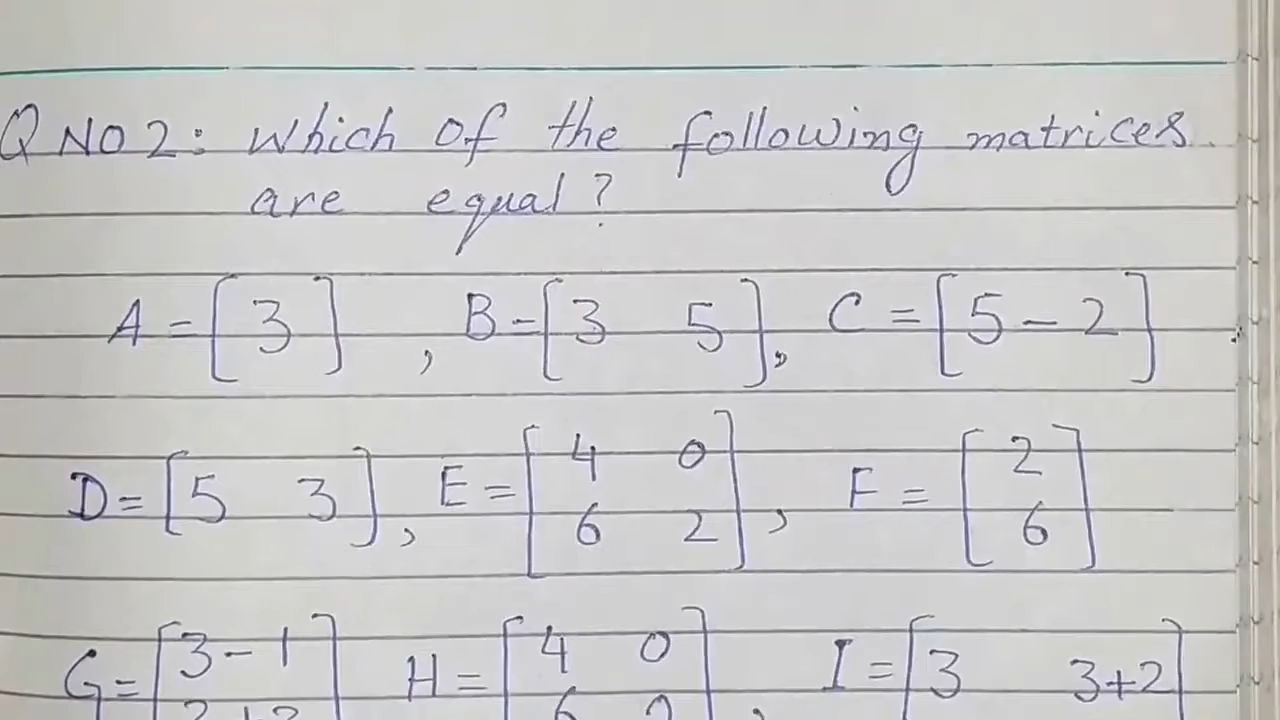 Q NO 2: Which of the following matrices
are equal?
A = [3], B = [3 5], C = [5 - 2]
D = [5 3], E = [4 0
6 2], F = [2
6]
G = [3 - 1 H = [4 0 I = [3 3+2]